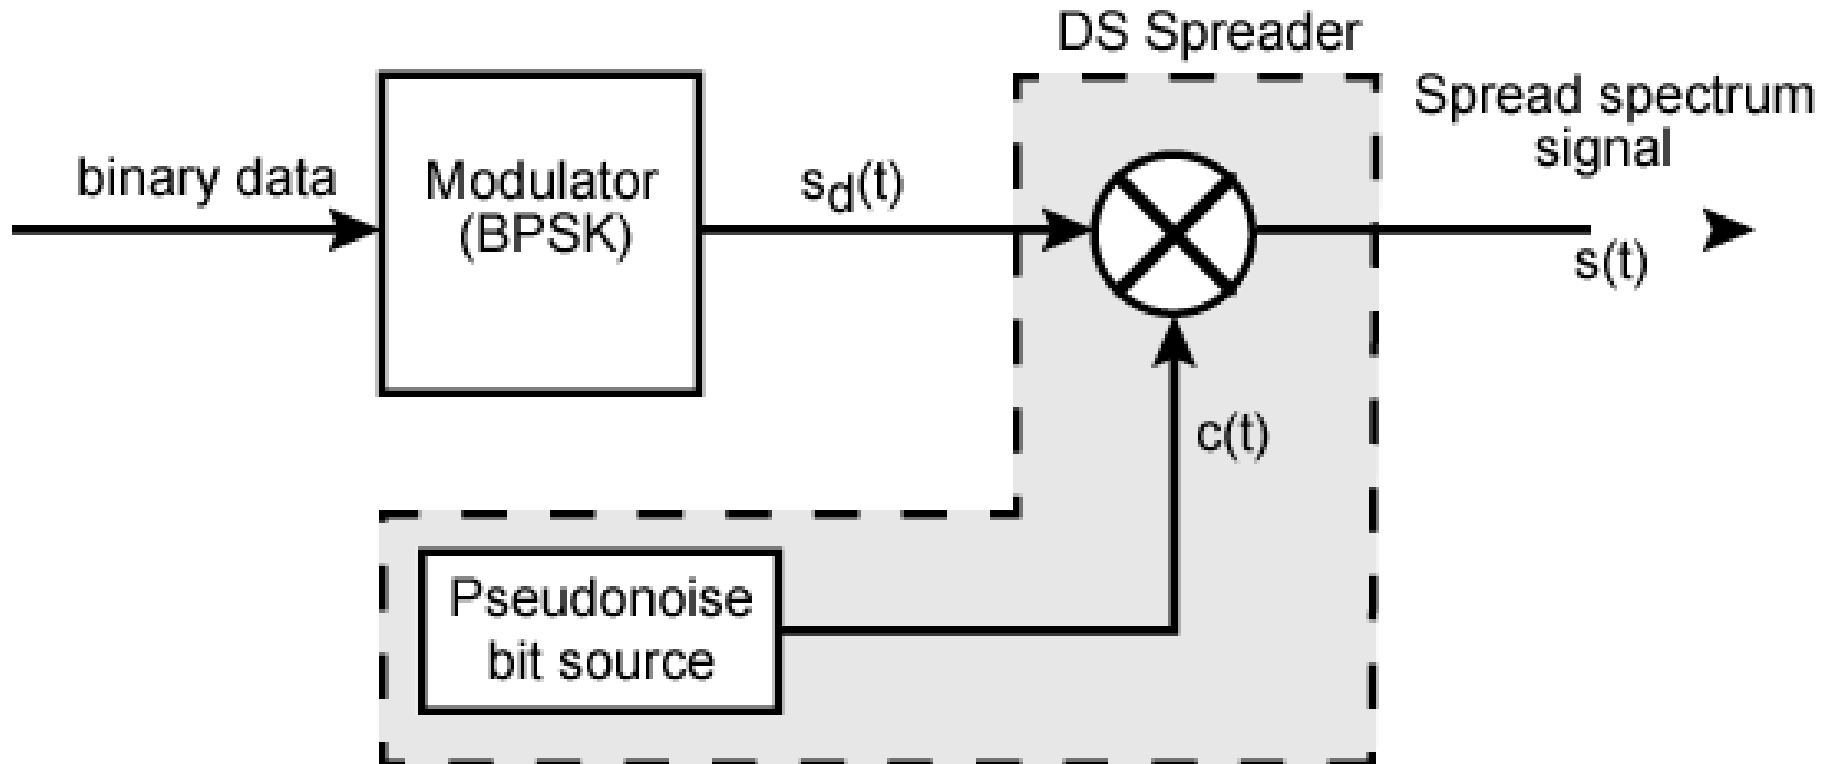 DS Spreader
Spread spectrum
signal
binary data
Modulator
(BPSK)
sd(t)
s(t)
c(t)
Pseudonoise
bit source